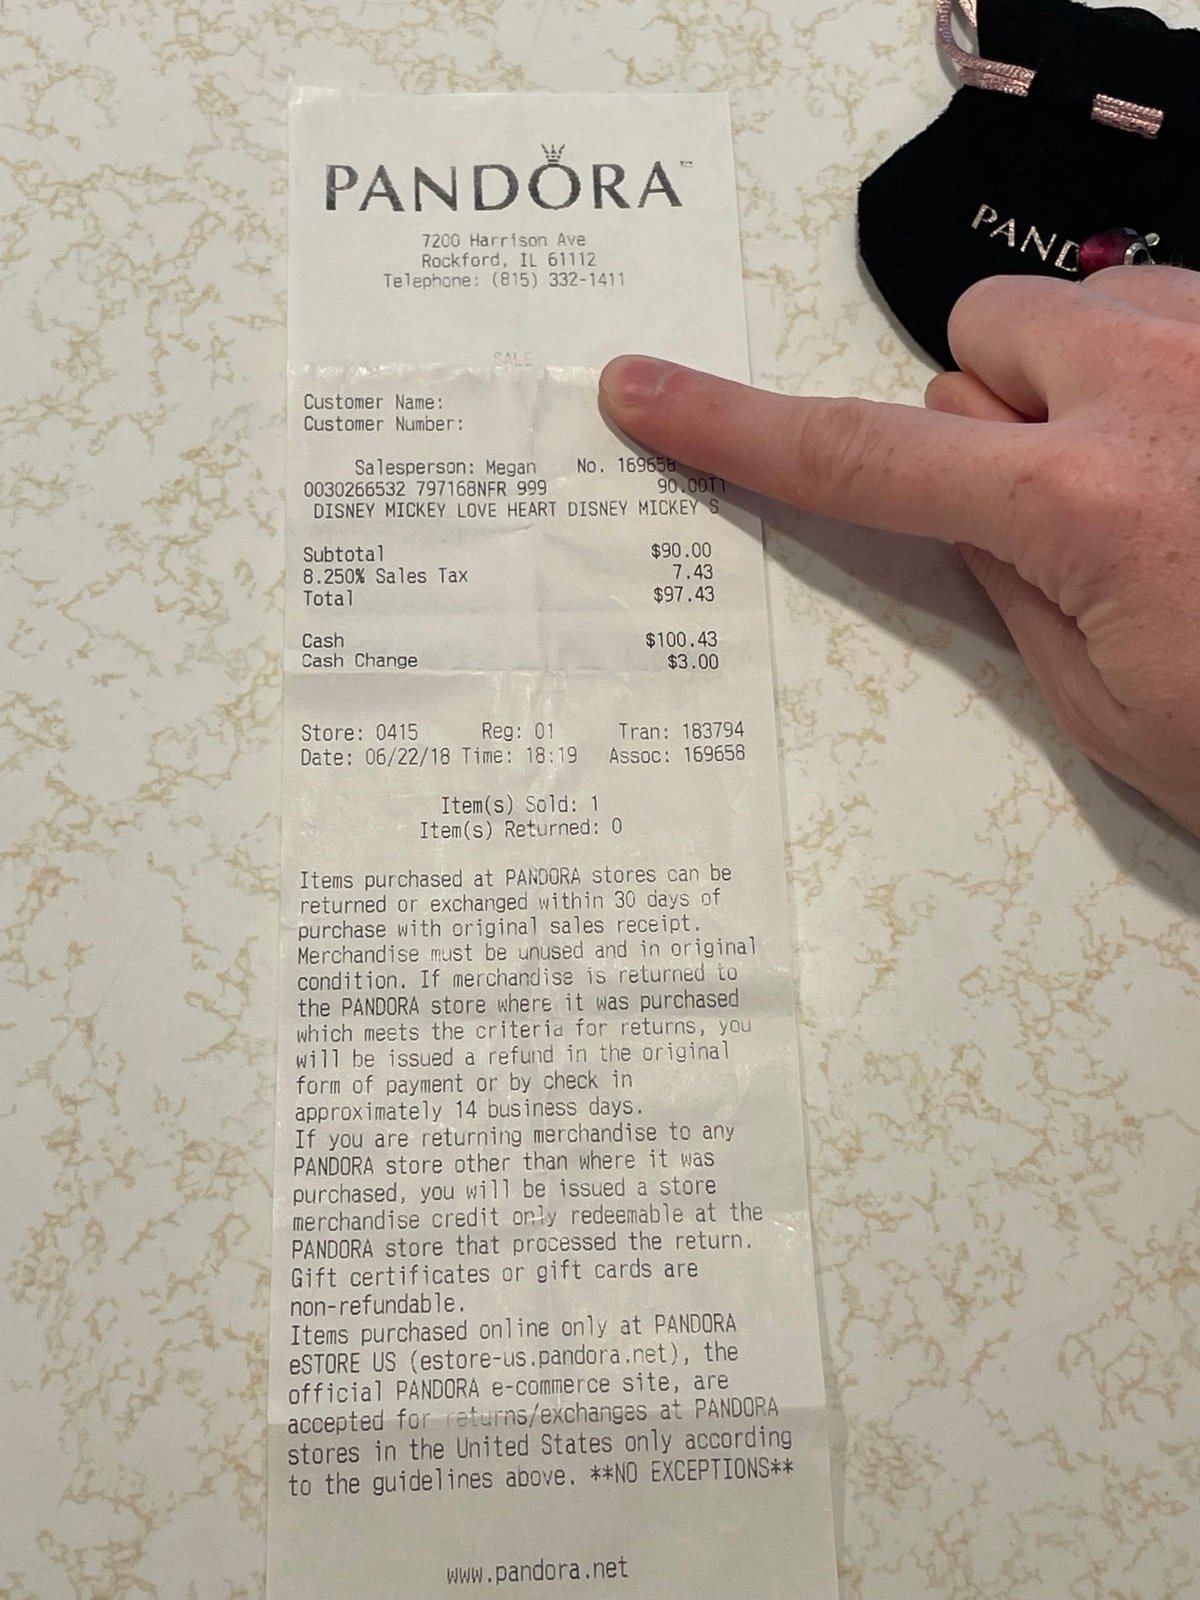 PANDORA™
7200 Harrison Ave
Rockford, IL 61112
Telephone: (815) 332-1411
SALE
Customer Name:
Customer Number:
Salesperson: Megan No. 169658
0030266532 797168NFR 999 90.00T1
DISNEY MICKEY LOVE HEART DISNEY MICKEY S
Subtotal $90.00
8.250% Sales Tax 7.43
Total $97.43
Cash $100.43
Cash Change $3.00
Store: 0415 Reg: 01 Tran: 183794
Date: 06/22/18 Time: 18:19 Assoc: 169658
Item(s) Sold: 1
Item(s) Returned: 0
Items purchased at PANDORA stores can be
returned or exchanged within 30 days of
purchase with original sales receipt.
Merchandise must be unused and in original
condition. If merchandise is returned to
the PANDORA store where it was purchased
which meets the criteria for returns, you
will be issued a refund in the original
form of payment or by check in
approximately 14 business days.
If you are returning merchandise to any
PANDORA store other than where it was
purchased, you will be issued a store
merchandise credit only redeemable at the
PANDORA store that processed the return.
Gift certificates or gift cards are
non-refundable.
Items purchased online only at PANDORA
eSTORE US (estore-us.pandora.net), the
official PANDORA e-commerce site, are
accepted for returns/exchanges at PANDORA
stores in the United States only according
to the guidelines above. **NO EXCEPTIONS**
www.pandora.net
PAND